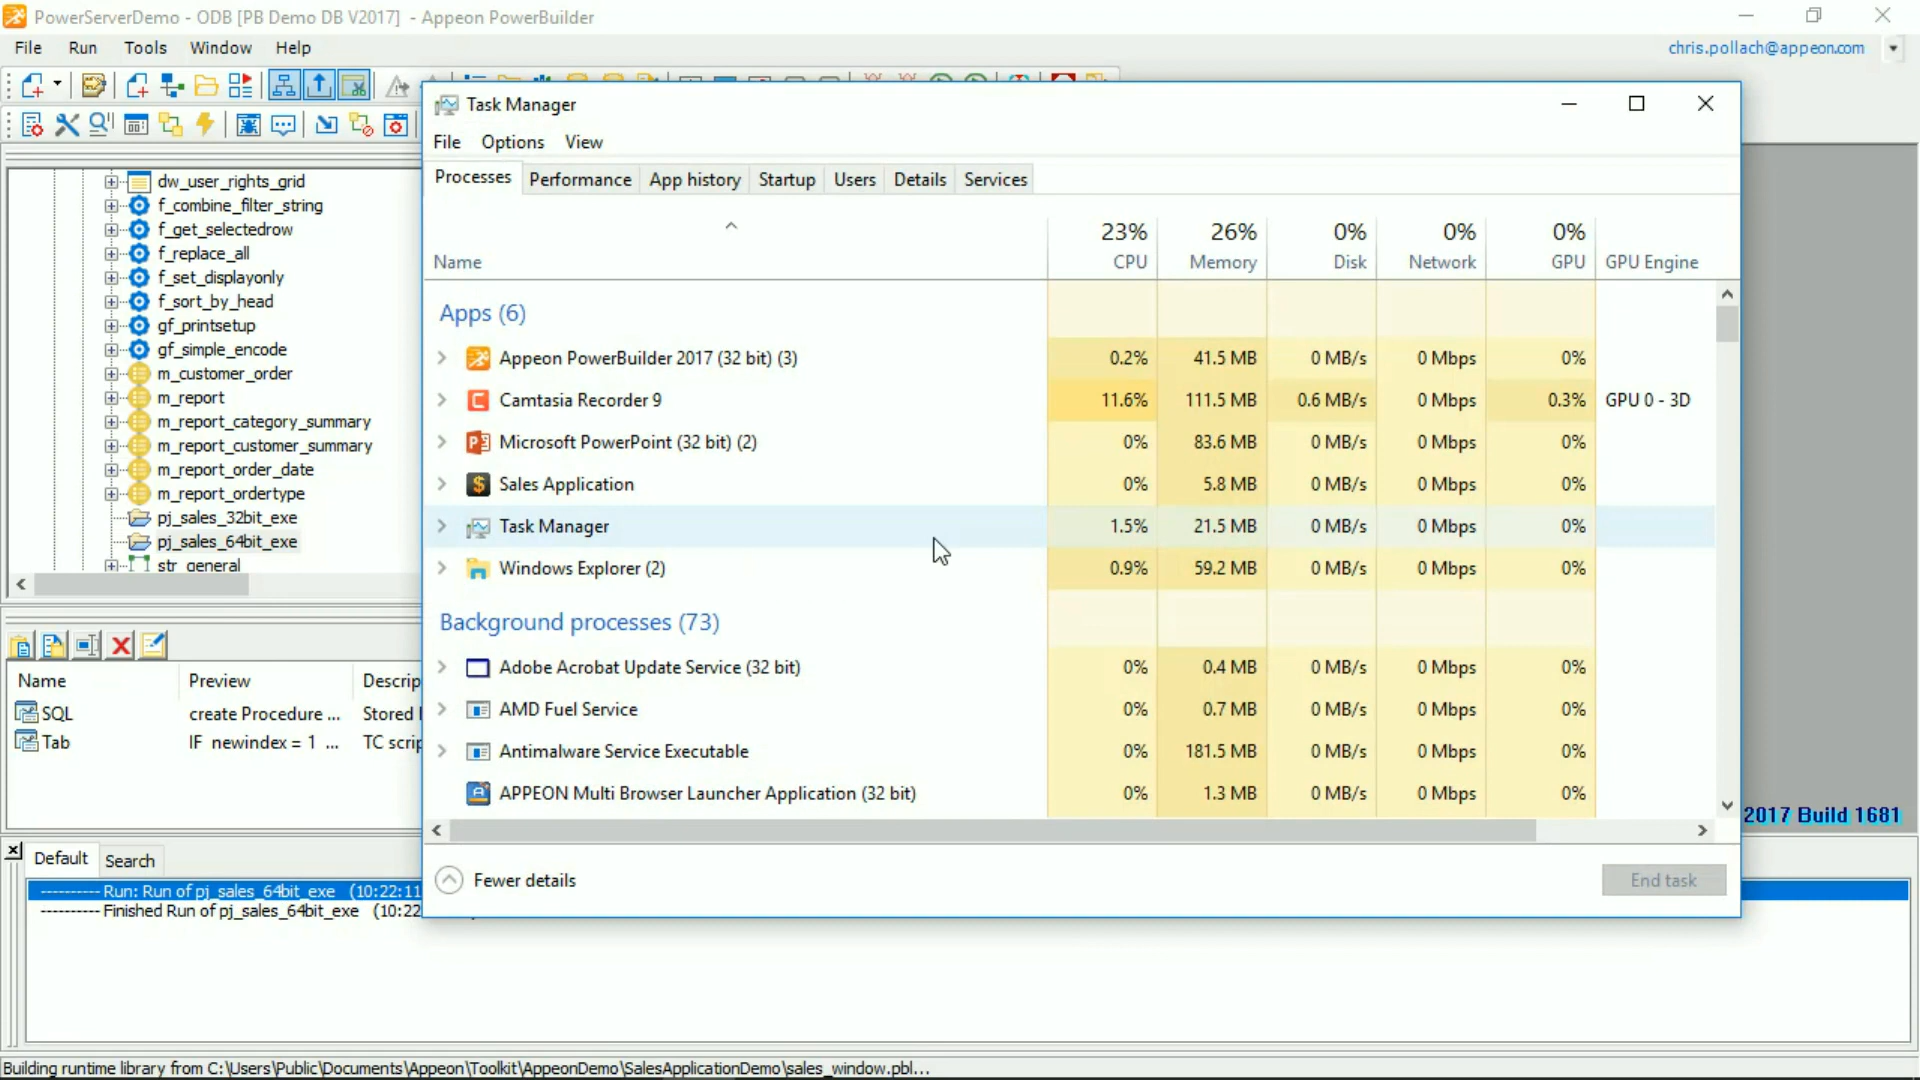 PowerServerDemo - ODB [PB Demo DB V2017] - Appeon PowerBuilder
File Run Tools Window Help
chris.pollach@appeon.com
Task Manager
File Options View
Processes Performance App history Startup Users Details Services
23% 26% 0% 0% 0%
Name CPU Memory Disk Network GPU GPU Engine
Apps (6)
Appeon PowerBuilder 2017 (32 bit) (3) 0.2% 41.5 MB 0 MB/s 0 Mbps 0%
Camtasia Recorder 9 11.6% 111.5 MB 0.6 MB/s 0 Mbps 0.3% GPU 0 - 3D
Microsoft PowerPoint (32 bit) (2) 0% 83.6 MB 0 MB/s 0 Mbps 0%
Sales Application 0% 5.8 MB 0 MB/s 0 Mbps 0%
Task Manager 1.5% 21.5 MB 0 MB/s 0 Mbps 0%
Windows Explorer (2) 0.9% 59.2 MB 0 MB/s 0 Mbps 0%
Background processes (73)
Adobe Acrobat Update Service (32 bit) 0% 0.4 MB 0 MB/s 0 Mbps 0%
AMD Fuel Service 0% 0.7 MB 0 MB/s 0 Mbps 0%
Antimalware Service Executable 0% 181.5 MB 0 MB/s 0 Mbps 0%
APPEON Multi Browser Launcher Application (32 bit) 0% 1.3 MB 0 MB/s 0 Mbps 0%
Fewer details
End task
dw_user_rights_grid
f_combine_filter_string
f_get_selectedrow
f_replace_all
f_set_displayonly
f_sort_by_head
gf_printsetup
gf_simple_encode
m_customer_order
m_report
m_report_category_summary
m_report_customer_summary
m_report_order_date
m_report_ordertype
pj_sales_32bit_exe
pj_sales_64bit_exe
str_general
Name Preview Descrip
SQL create Procedure ... Stored
Tab IF newindex = 1 ... TC scrip
2017 Build 1681
Default Search
---------- Run: Run of pj_sales_64bit_exe (10:22:11
---------- Finished Run of pj_sales_64bit_exe (10:22
Building runtime library from C:\Users\Public\Documents\Appeon\Toolkit\AppeonDemo\SalesApplicationDemo\sales_window.pbl...